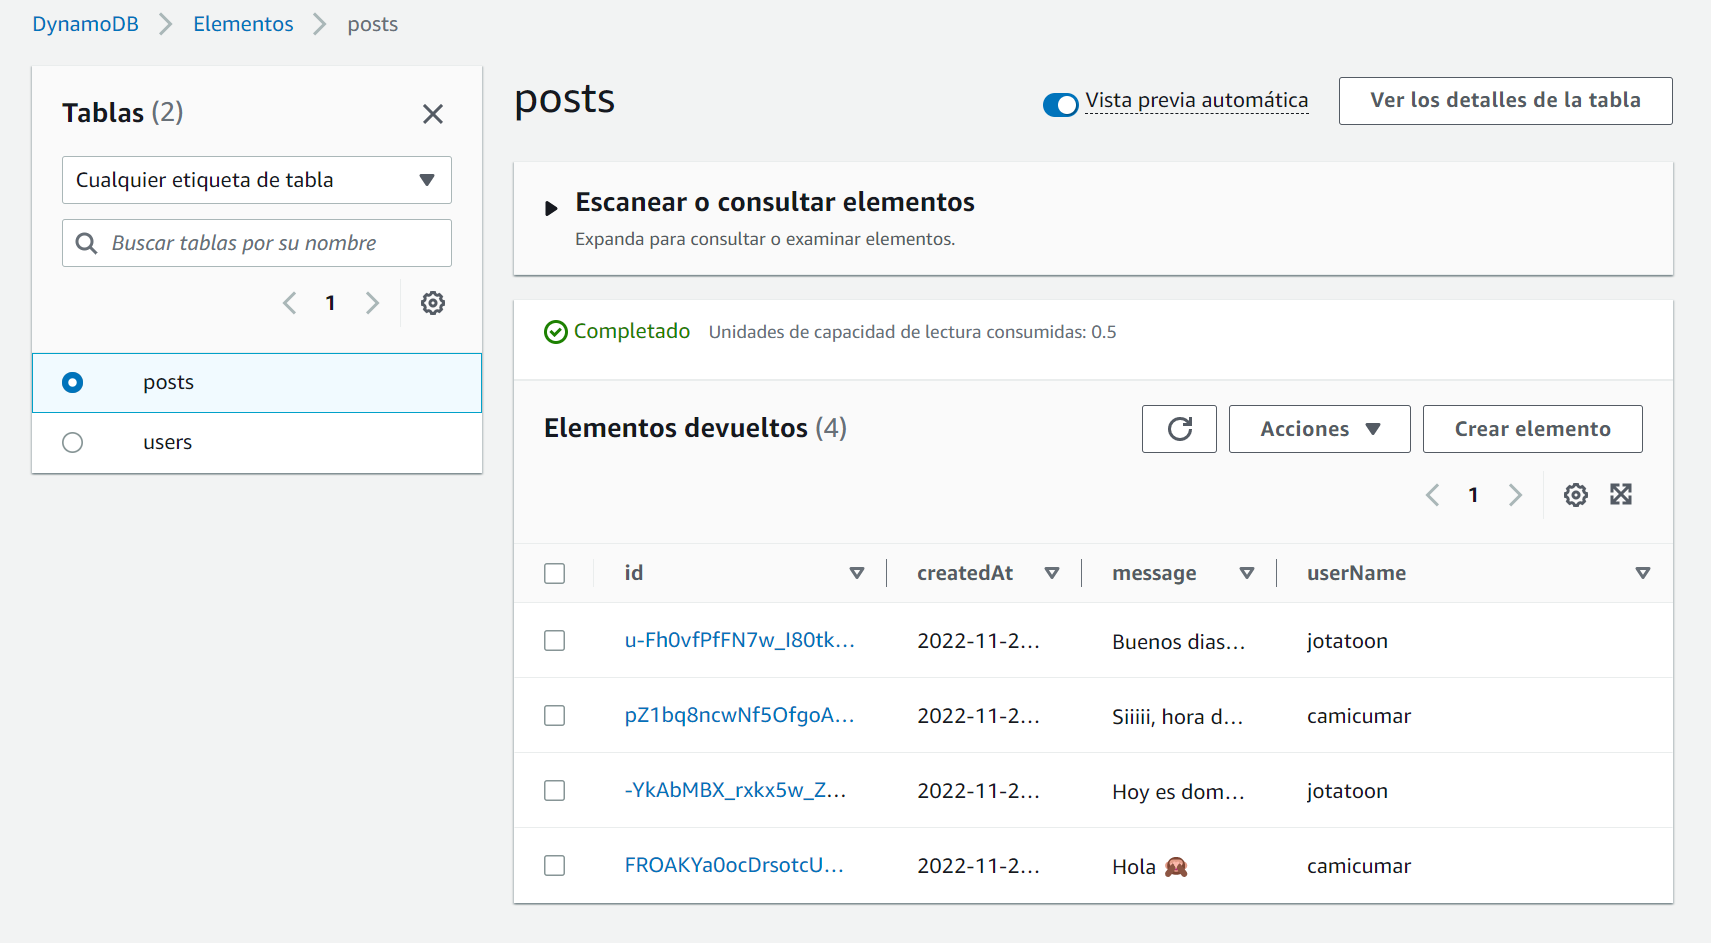 DynamoDB > Elementos > posts
Tablas (2)
Cualquier etiqueta de tabla
Buscar tablas por su nombre
1
posts
users
posts
Vista previa automática
Ver los detalles de la tabla
Escanear o consultar elementos
Expanda para consultar o examinar elementos.
Completado Unidades de capacidad de lectura consumidas: 0.5
Elementos devueltos (4)
Acciones
Crear elemento
1
id createdAt message userName
u-Fh0vfPfFN7w_I80tk... 2022-11-2... Buenos dias... jotatoon
pZ1bq8ncwNf5OfgoA... 2022-11-2... Siiiii, hora d... camicumar
-YkAbMBX_rxkx5w_Z... 2022-11-2... Hoy es dom... jotatoon
FROAKYa0ocDrsotcU... 2022-11-2... Hola 🙊 camicumar